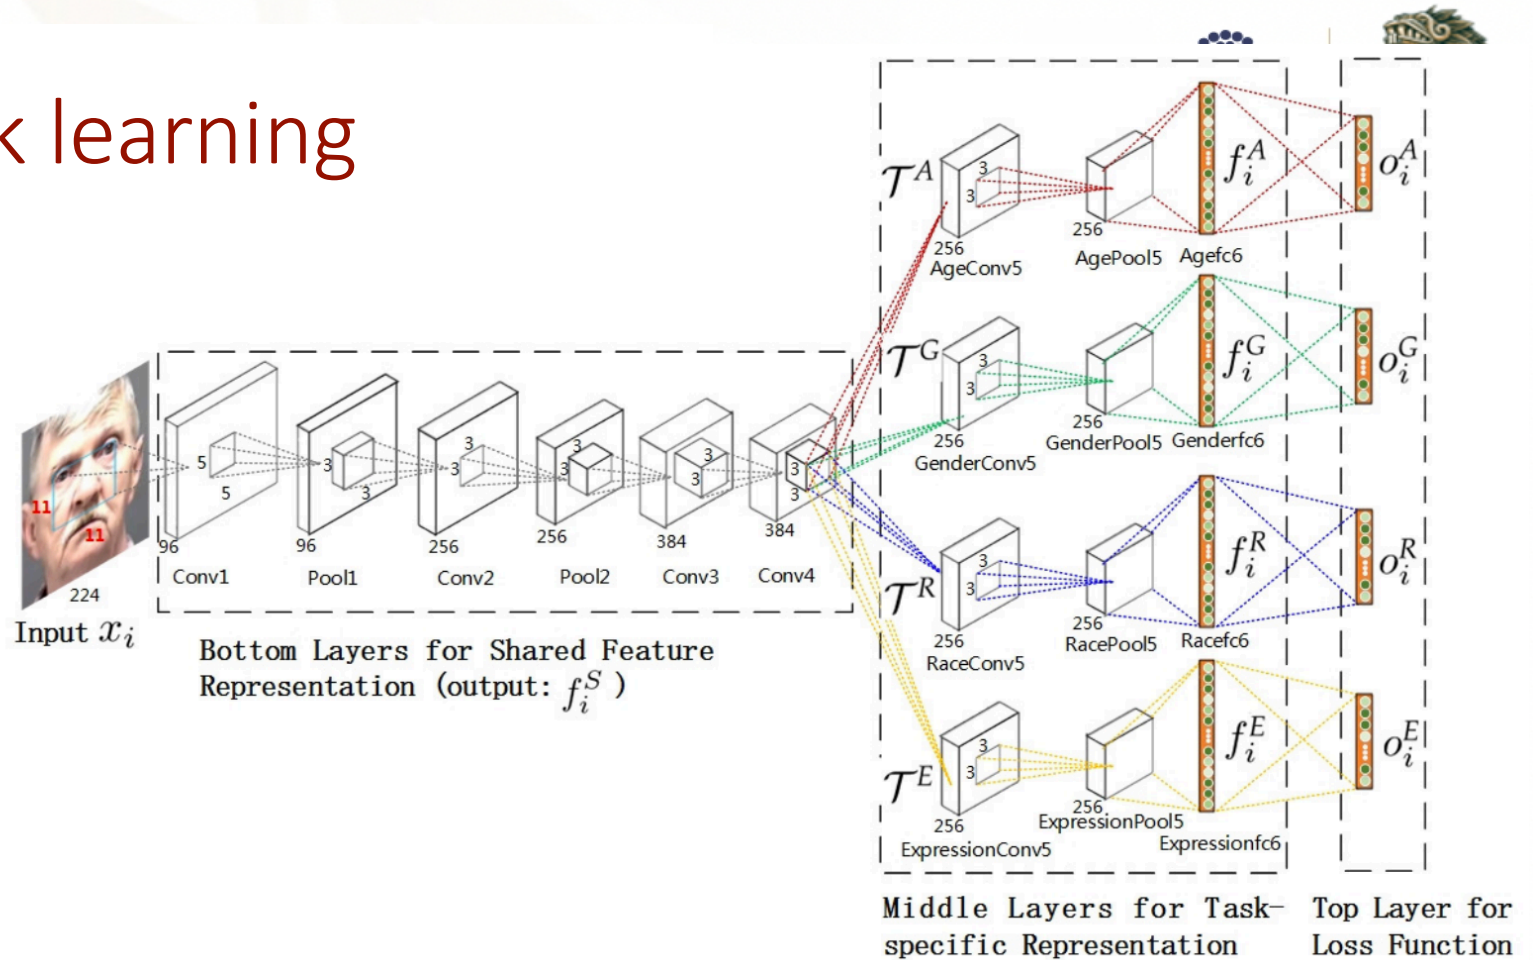 k learning
11
11
224
Input x_i
5
5
96
Conv1
3
3
96
Pool1
3
3
256
Conv2
3
3
256
Pool2
3
3
384
Conv3
3
3
384
Conv4
Bottom Layers for Shared Feature
Representation (output: f_i^S )
T^A
3
3
256
AgeConv5
256
AgePool5
f_i^A
Agefc6
o_i^A
T^G
3
3
256
GenderConv5
256
GenderPool5
f_i^G
Genderfc6
o_i^G
T^R
3
3
256
RaceConv5
256
RacePool5
f_i^R
Racefc6
o_i^R
T^E
3
3
256
ExpressionConv5
256
ExpressionPool5
f_i^E
Expressionfc6
o_i^E
Middle Layers for Task-
specific Representation
Top Layer for
Loss Function